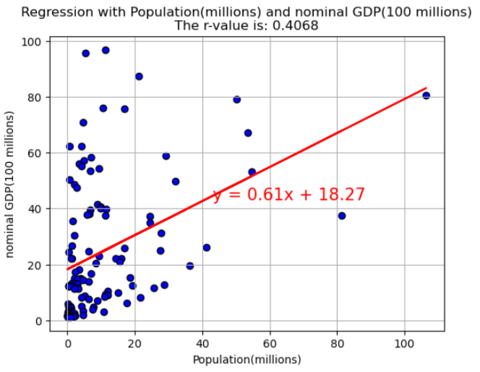 Regression with Population(millions) and nominal GDP(100 millions)
The r-value is: 0.4068
nominal GDP(100 millions)
100
80
60
40
20
0
y = 0.61x + 18.27
0 20 40 60 80 100
Population(millions)